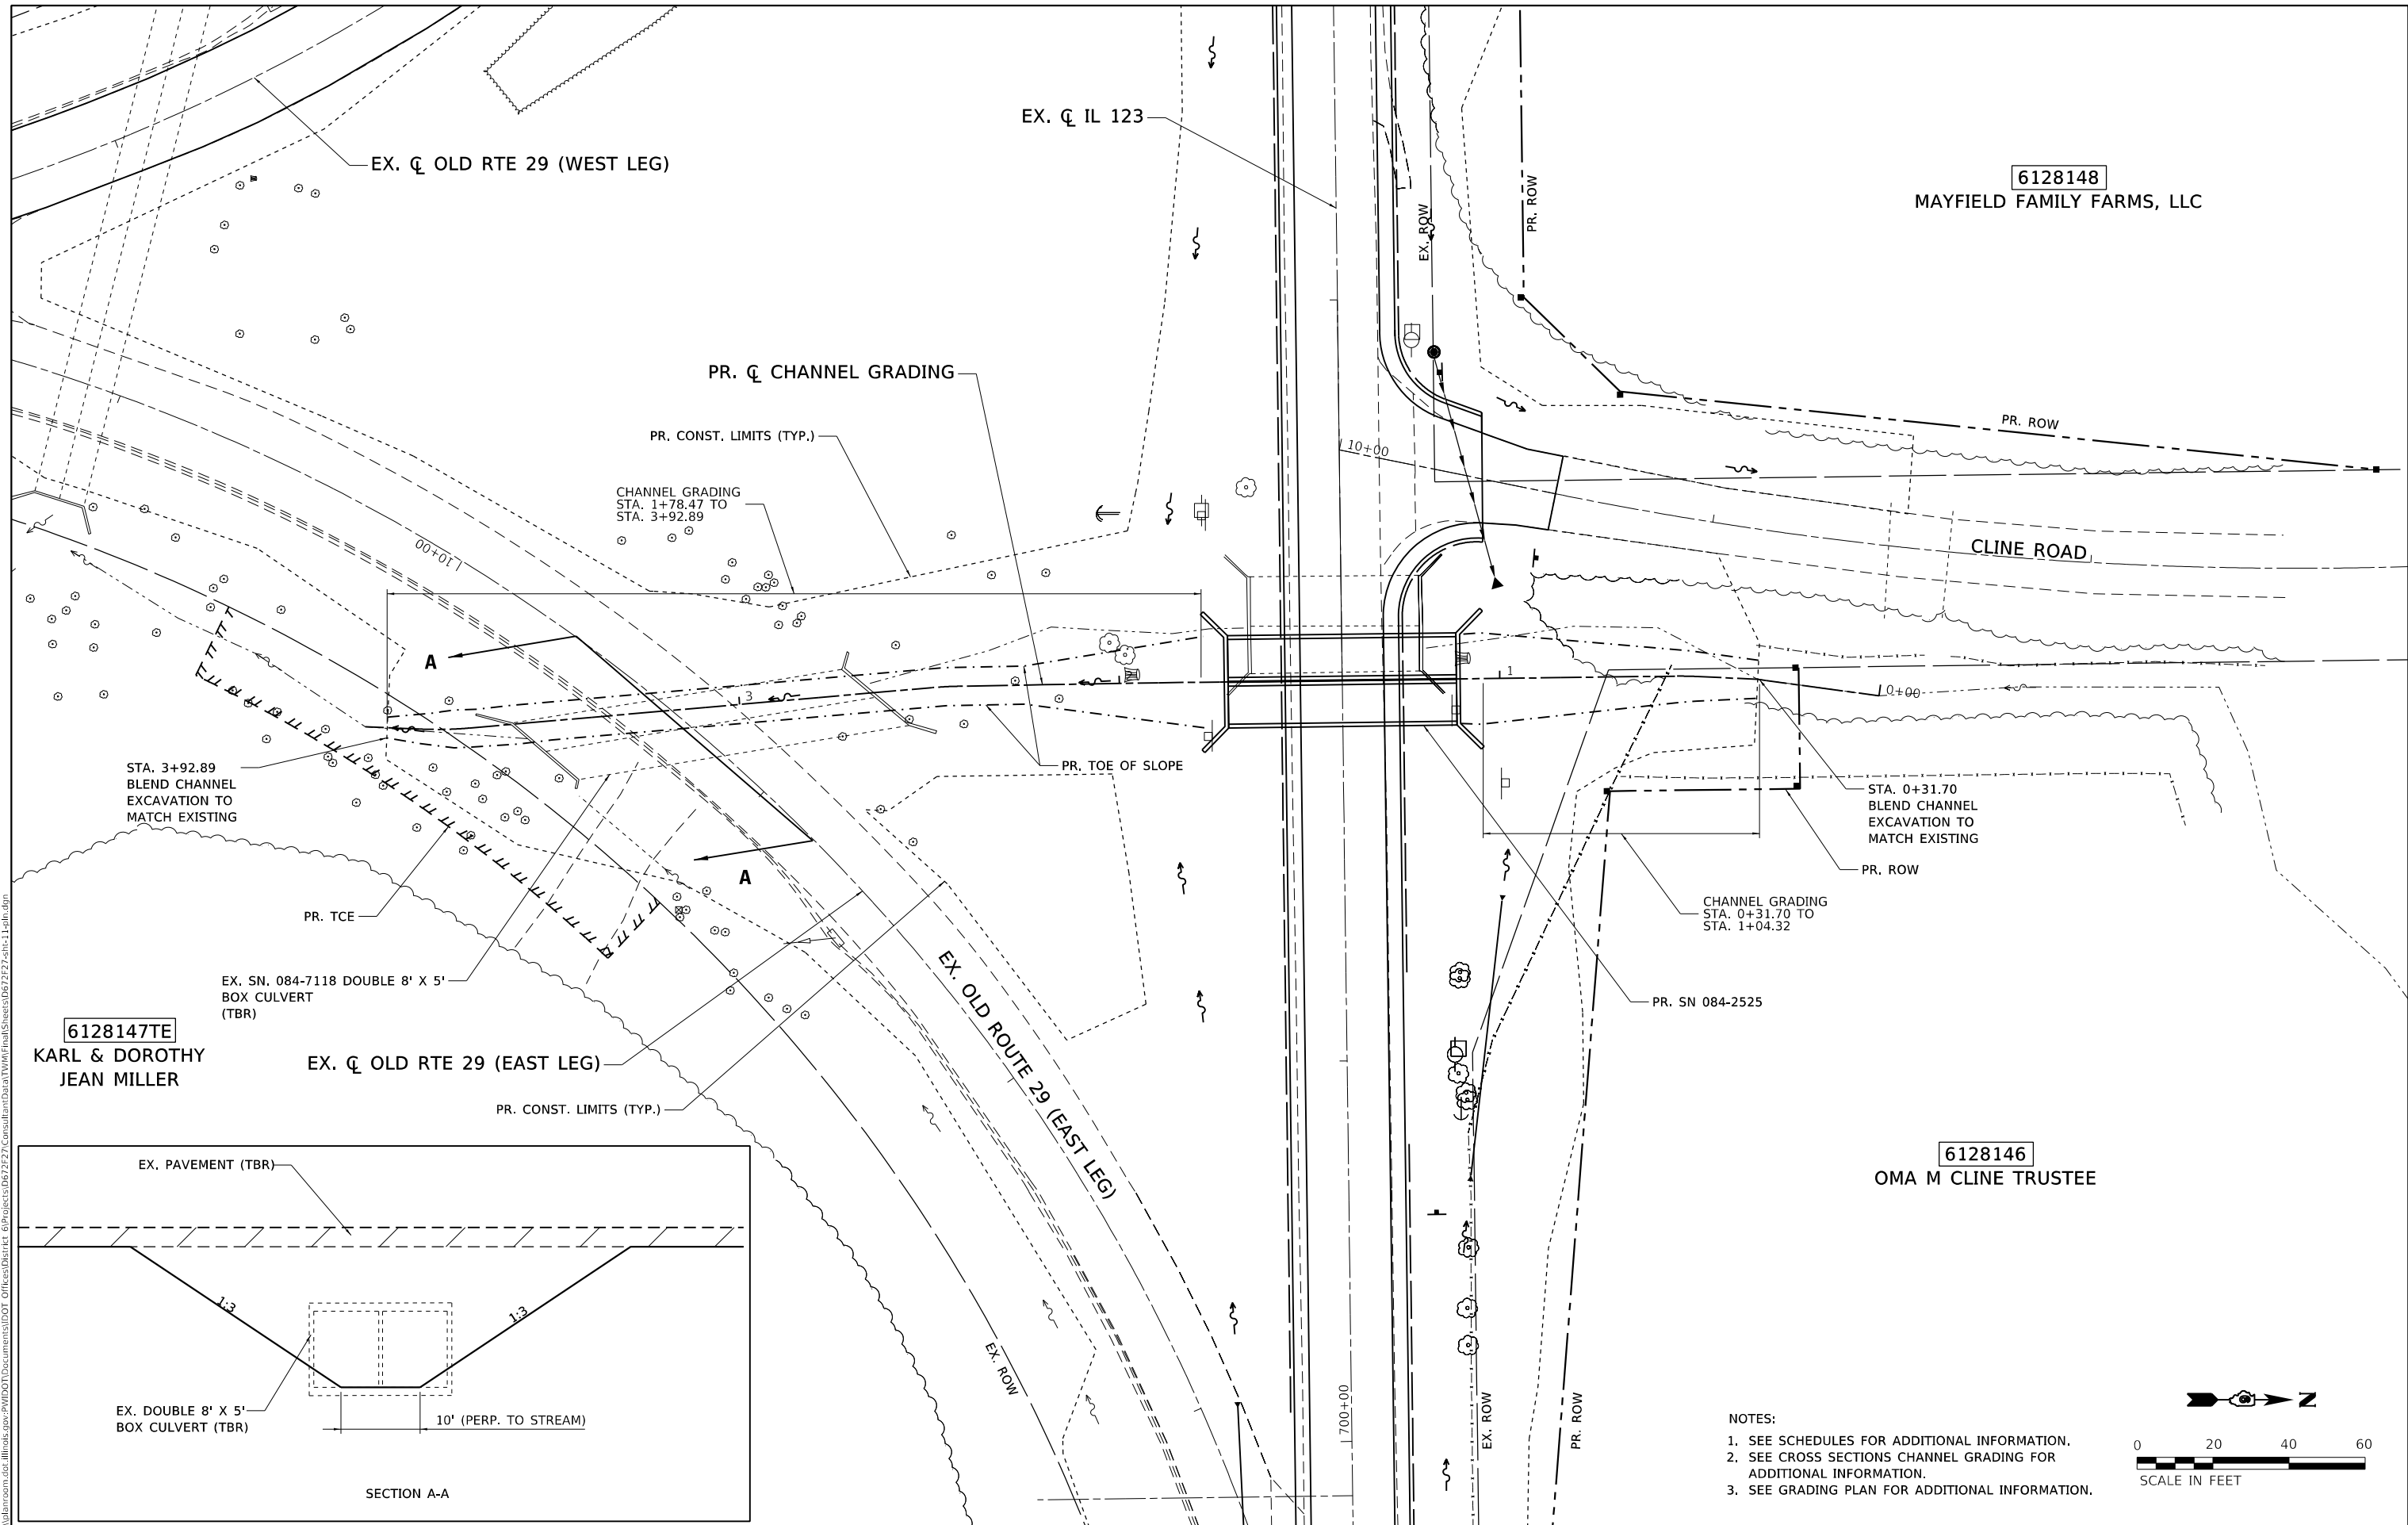 EX. ℄ OLD RTE 29 (WEST LEG)
EX. ℄ IL 123
EX. ROW
PR. ROW
6128148
MAYFIELD FAMILY FARMS, LLC
PR. ℄ CHANNEL GRADING
PR. CONST. LIMITS (TYP.)
CHANNEL GRADING
STA. 1+78.47 TO
STA. 3+92.89
10+00
10+00
PR. ROW
CLINE ROAD
A
3
1
0+00
STA. 3+92.89
BLEND CHANNEL
EXCAVATION TO
MATCH EXISTING
PR. TOE OF SLOPE
STA. 0+31.70
BLEND CHANNEL
EXCAVATION TO
MATCH EXISTING
PR. ROW
A
PR. TCE
CHANNEL GRADING
STA. 0+31.70 TO
STA. 1+04.32
EX. SN. 084-7118 DOUBLE 8' X 5'
BOX CULVERT
(TBR)
PR. SN 084-2525
6128147TE
KARL & DOROTHY
JEAN MILLER
EX. ℄ OLD RTE 29 (EAST LEG)
PR. CONST. LIMITS (TYP.)
EX. OLD ROUTE 29 (EAST LEG)
6128146
OMA M CLINE TRUSTEE
EX. ROW
700+00
EX. ROW
PR. ROW
EX. PAVEMENT (TBR)
1:3
1:3
EX. DOUBLE 8' X 5'
BOX CULVERT (TBR)
10' (PERP. TO STREAM)
SECTION A-A
NOTES:
1. SEE SCHEDULES FOR ADDITIONAL INFORMATION.
2. SEE CROSS SECTIONS CHANNEL GRADING FOR
ADDITIONAL INFORMATION.
3. SEE GRADING PLAN FOR ADDITIONAL INFORMATION.
N
0 20 40 60
SCALE IN FEET